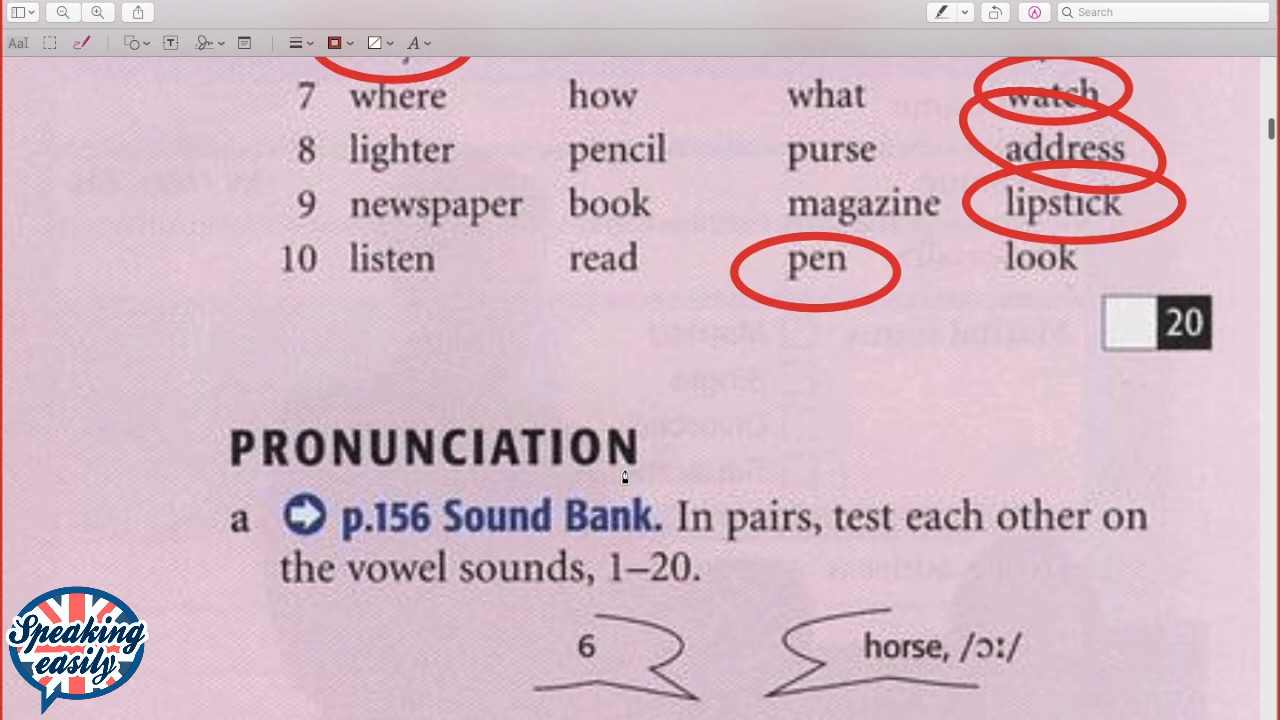 Search
7 where how what watch
8 lighter pencil purse address
9 newspaper book magazine lipstick
10 listen read pen look
20
PRONUNCIATION
a p.156 Sound Bank. In pairs, test each other on
the vowel sounds, 1–20.
6 horse, /ɔː/
Speaking
easily